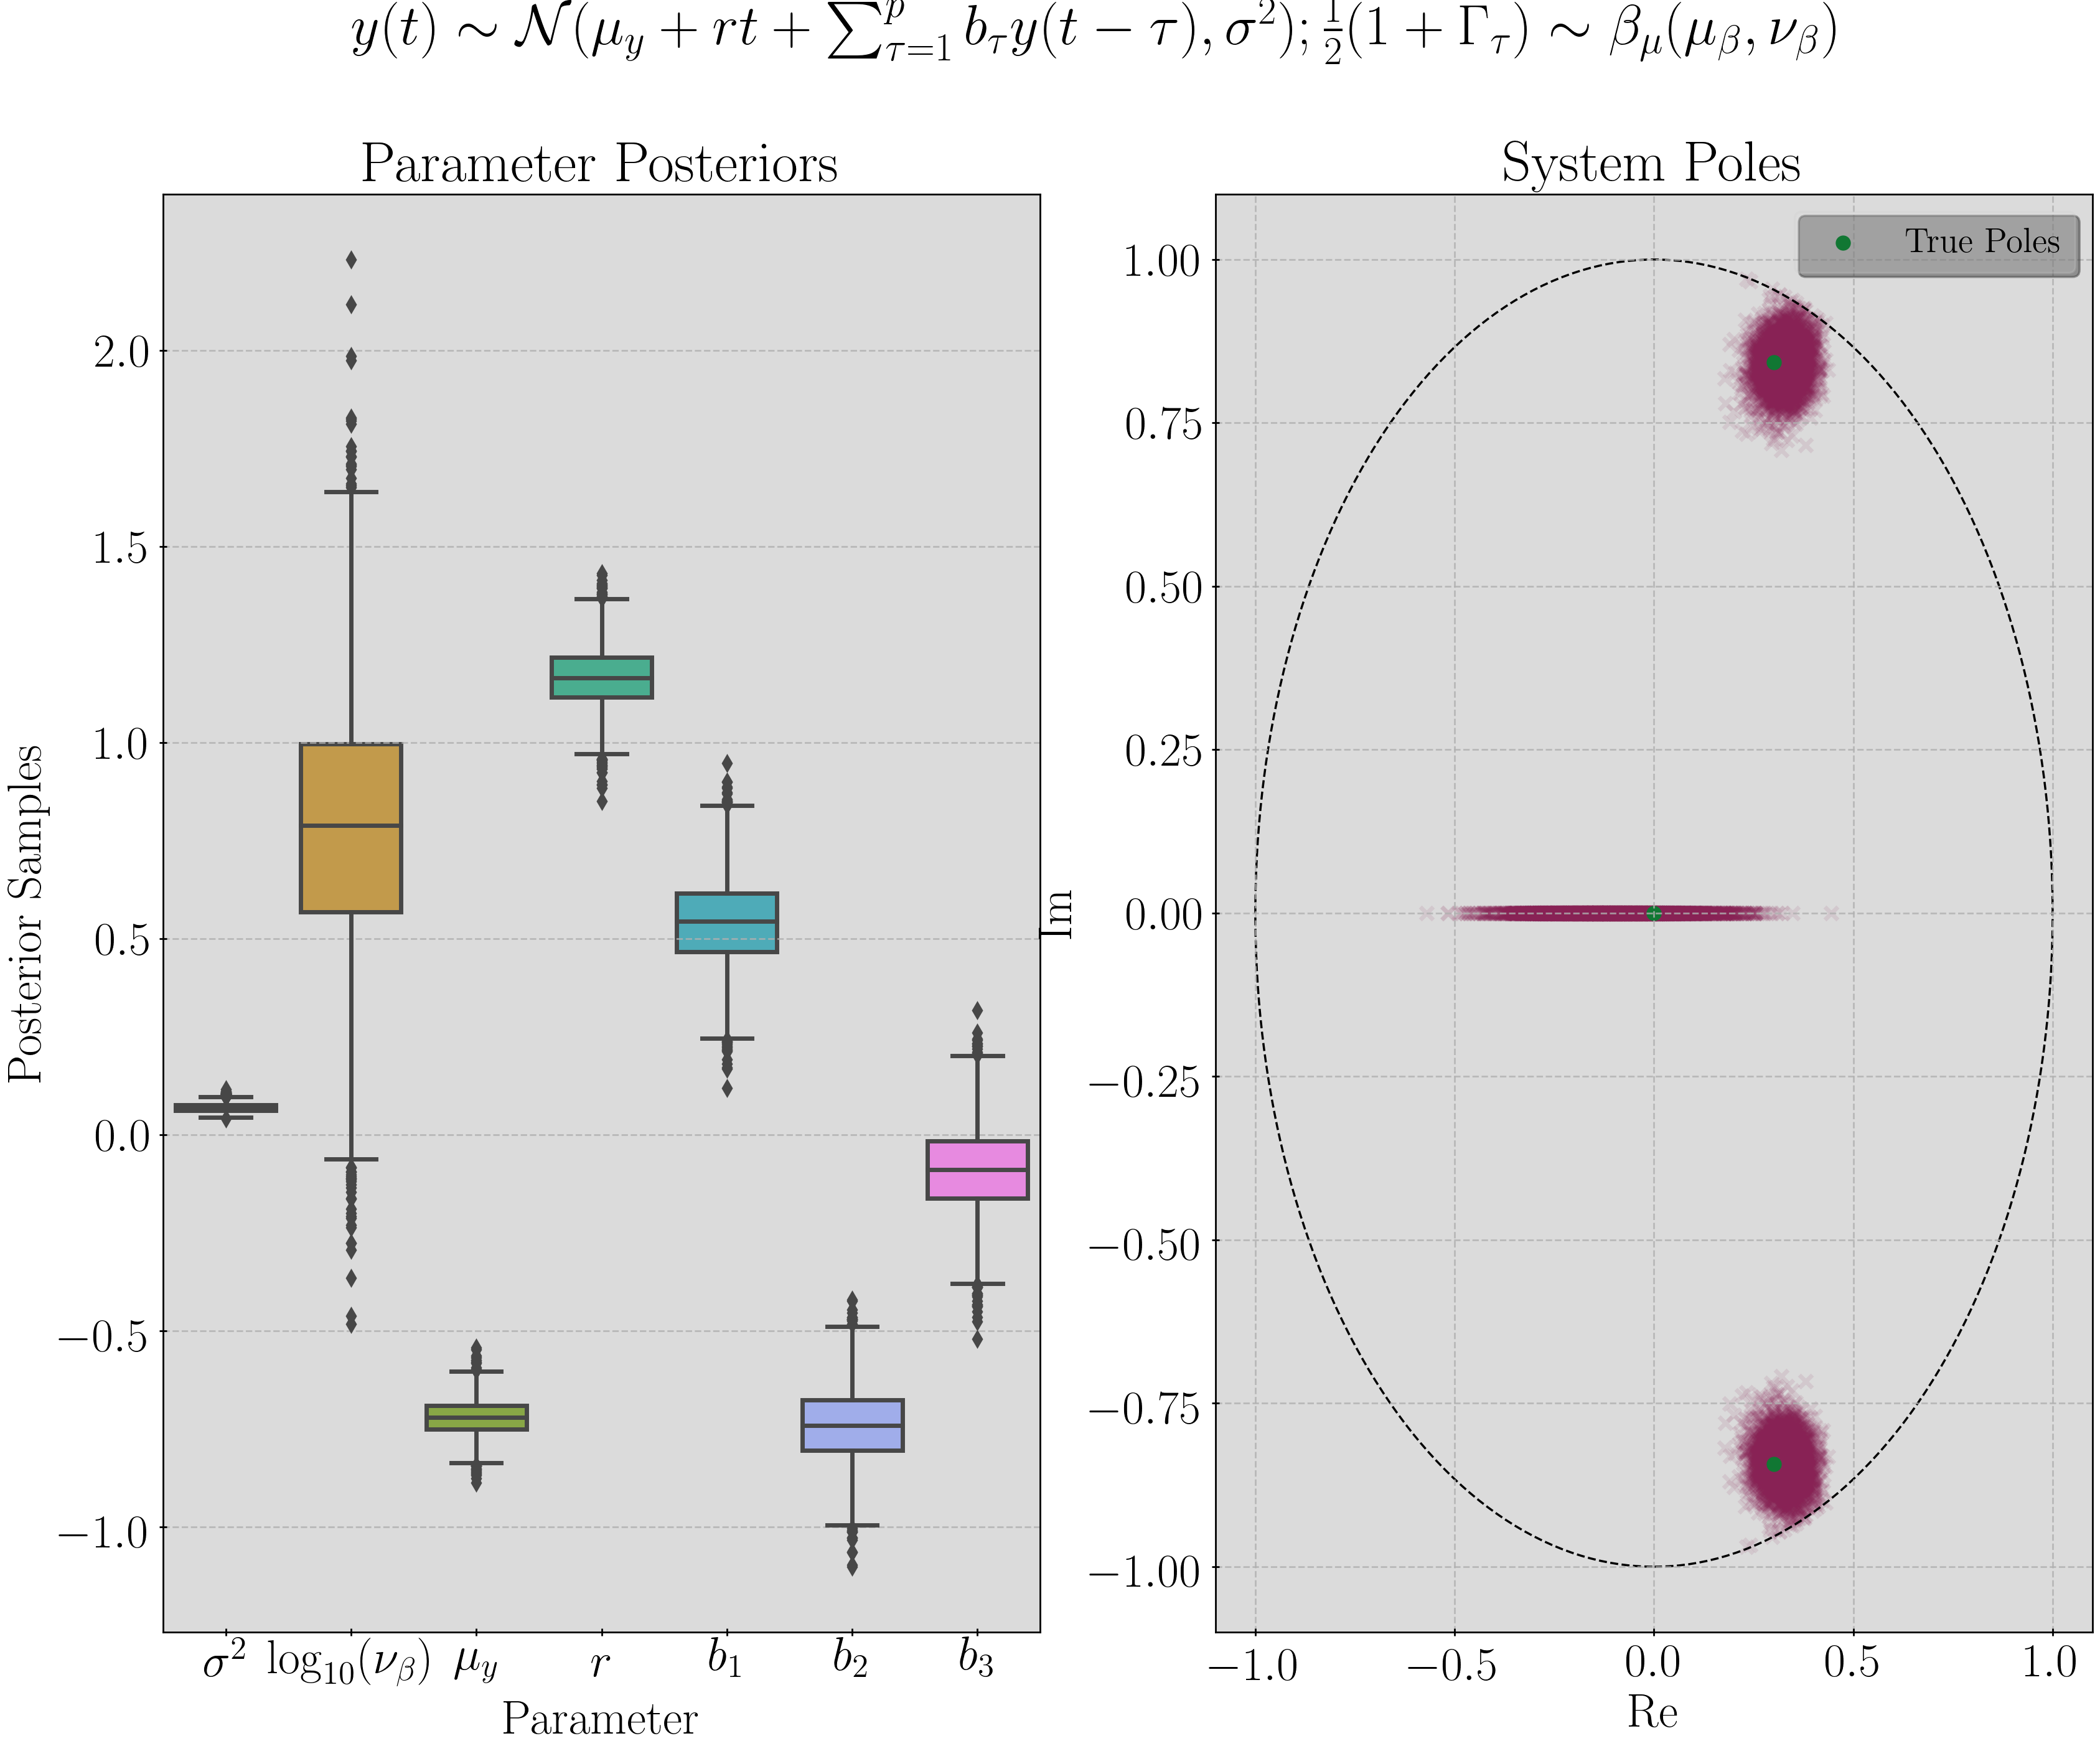 y(t) ∼ 𝒩(μ_y + rt + ∑_{τ=1}^{p} b_τ y(t − τ), σ²); ½(1 + Γ_τ) ∼ β_μ(μ_β, ν_β)
Parameter Posteriors
System Poles
True Poles
Posterior Samples
2.0
1.5
1.0
0.5
0.0
−0.5
−1.0
σ² log₁₀(ν_β) μ_y r b₁ b₂ b₃
Parameter
Im
1.00
0.75
0.50
0.25
0.00
−0.25
−0.50
−0.75
−1.00
−1.0 −0.5 0.0 0.5 1.0
Re